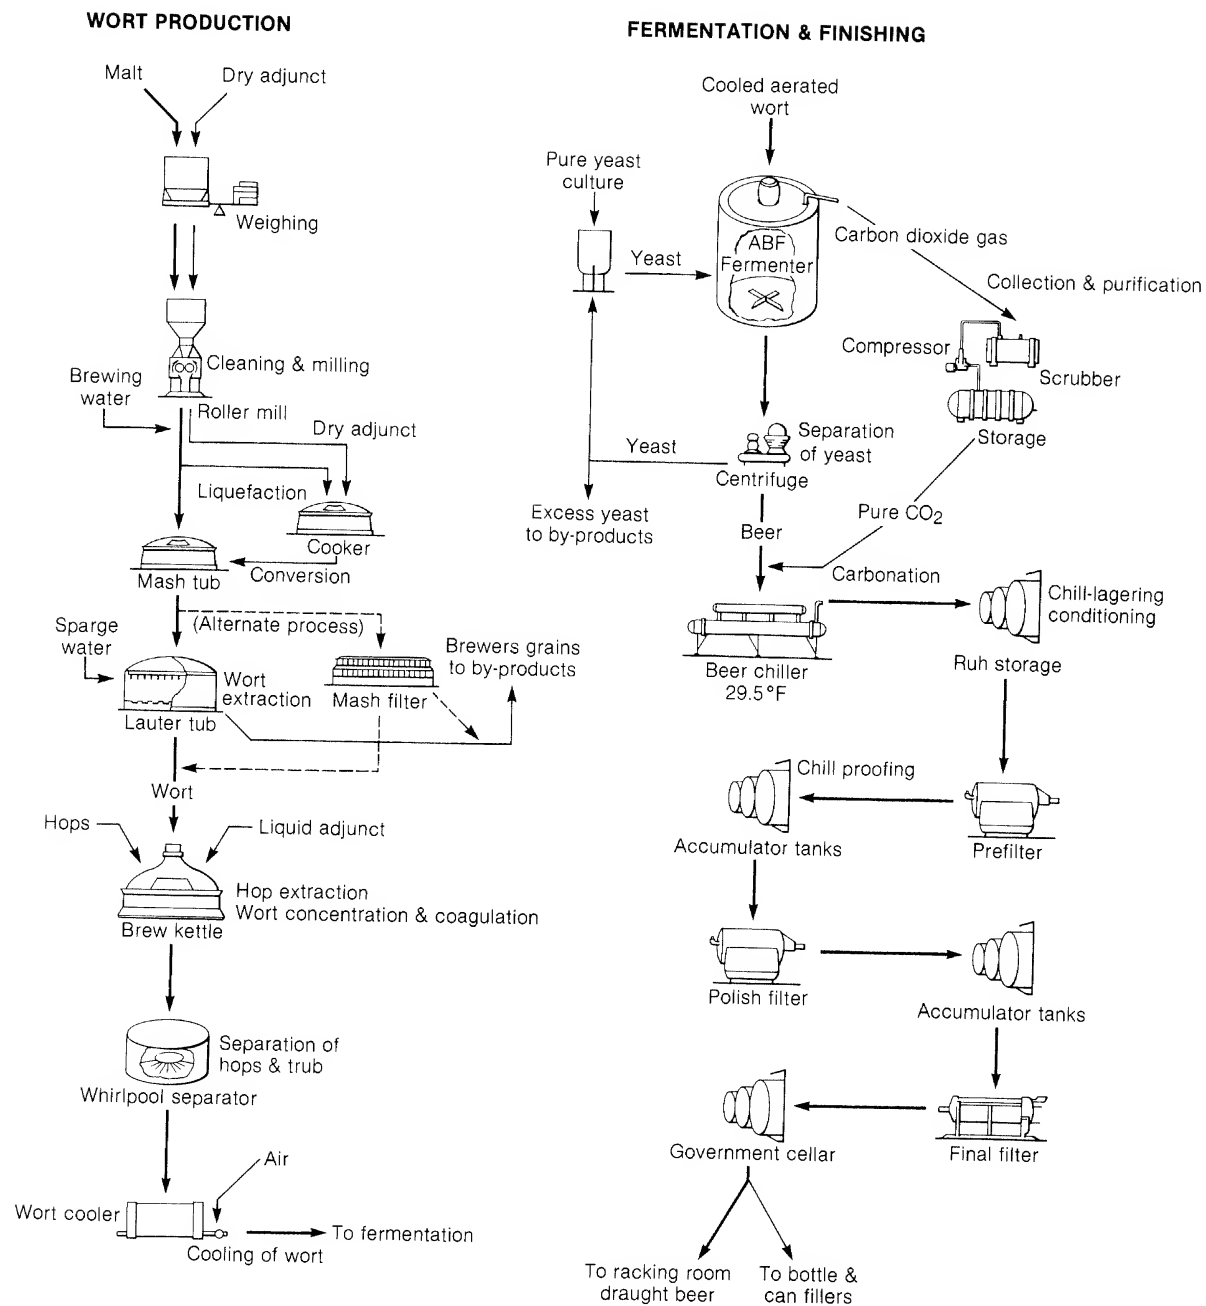 WORT PRODUCTION
Malt
Dry adjunct
Weighing
Cleaning & milling
Brewing
water
Roller mill
Dry adjunct
Liquefaction
Cooker
Mash tub
Conversion
(Alternate process)
Sparge
water
Brewers grains
to by-products
Wort
extraction
Mash filter
Lauter tub
Wort
Hops
Liquid adjunct
Hop extraction
Wort concentration & coagulation
Brew kettle
Separation of
hops & trub
Whirlpool separator
Air
Wort cooler
To fermentation
Cooling of wort
FERMENTATION & FINISHING
Cooled aerated
wort
Pure yeast
culture
Yeast
ABF
Fermenter
Carbon dioxide gas
Collection & purification
Compressor
Scrubber
Storage
Separation
of yeast
Yeast
Centrifuge
Excess yeast
to by-products
Beer
Pure CO2
Carbonation
Chill-lagering
conditioning
Beer chiller
29.5°F
Ruh storage
Chill proofing
Accumulator tanks
Prefilter
Polish filter
Accumulator tanks
Government cellar
Final filter
To racking room
draught beer
To bottle &
can fillers